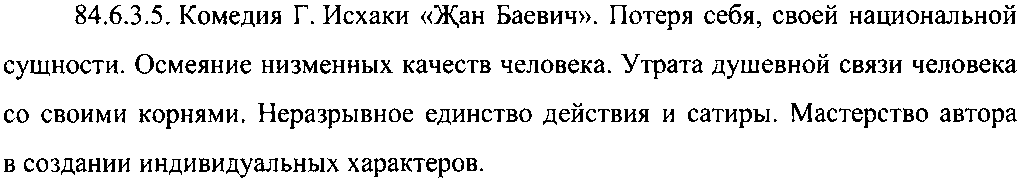 84.6.3.5. Комедия Г. Исхаки «Җан Баевич». Потеря себя, своей национальной
сущности. Осмеяние низменных качеств человека. Утрата душевной связи человека
со своими корнями. Неразрывное единство действия и сатиры. Мастерство автора
в создании индивидуальных характеров.